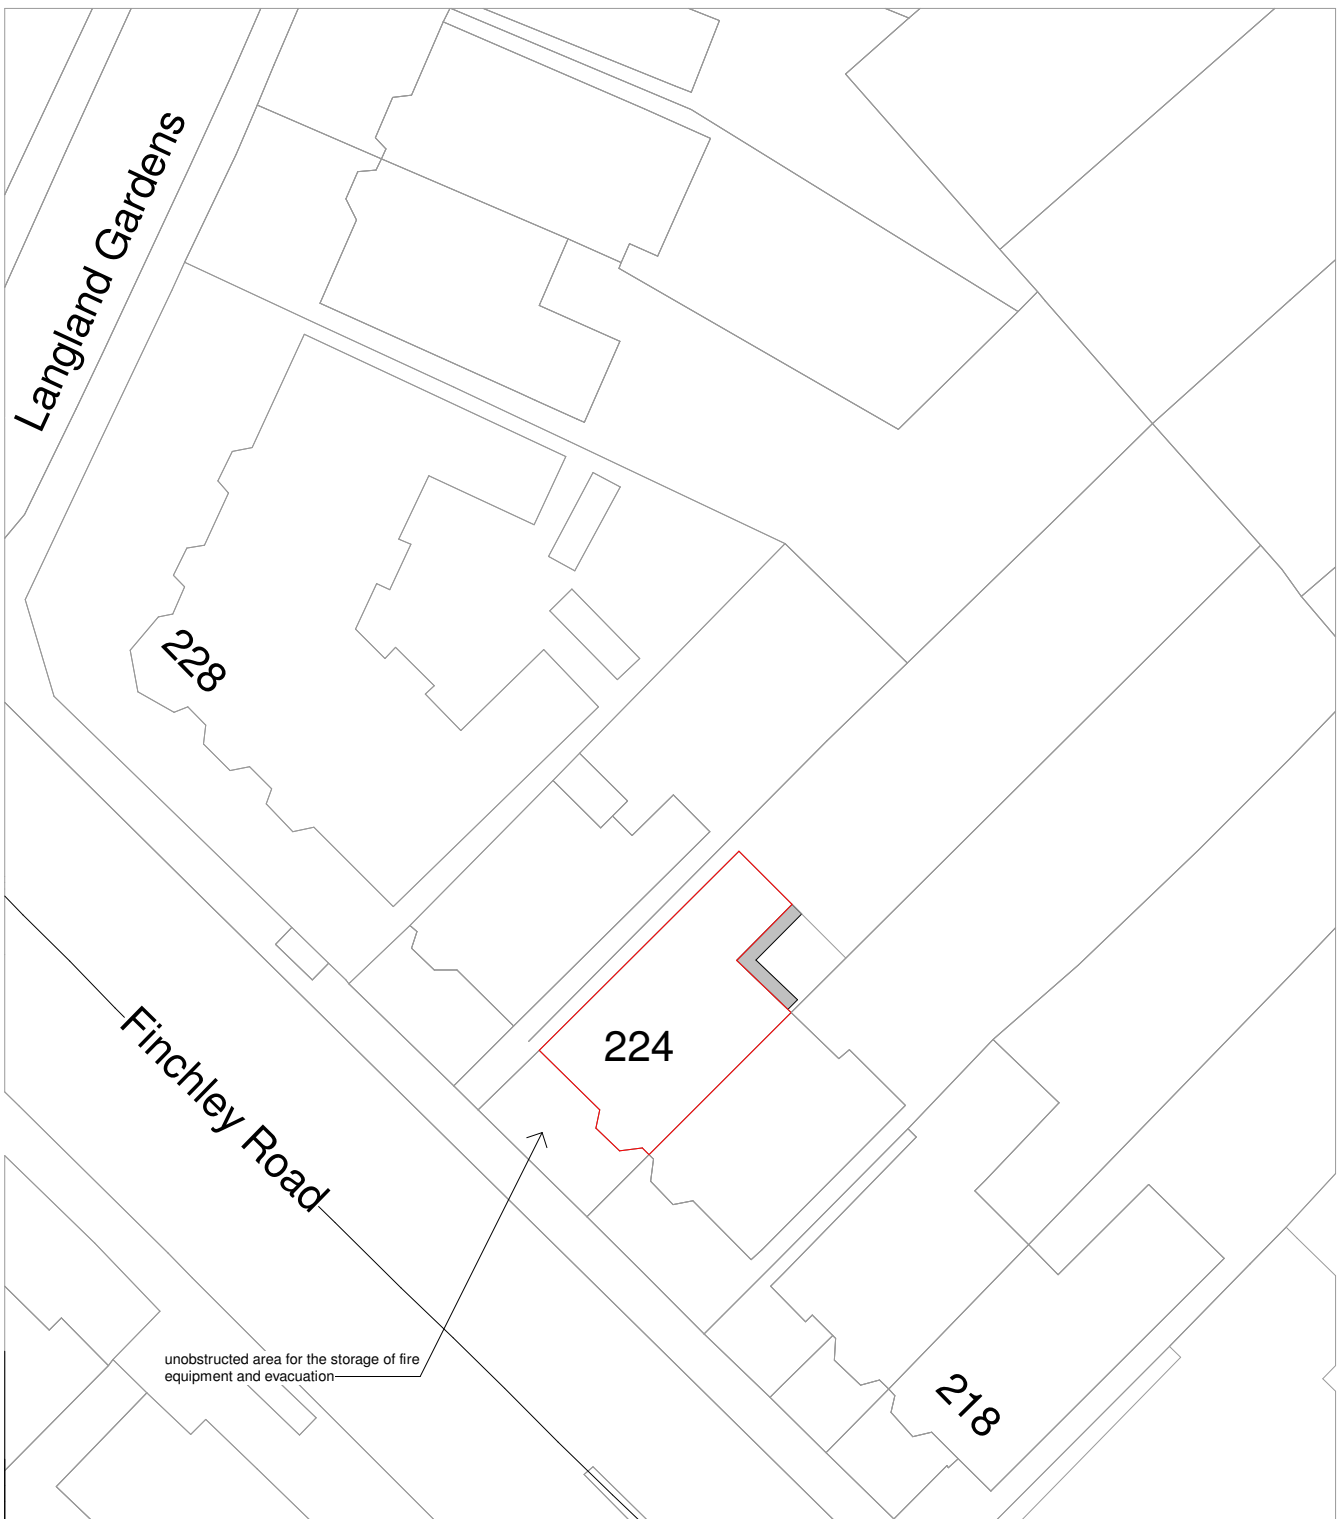 Langland Gardens
228
224
Finchley Road
unobstructed area for the storage of fire
equipment and evacuation
218